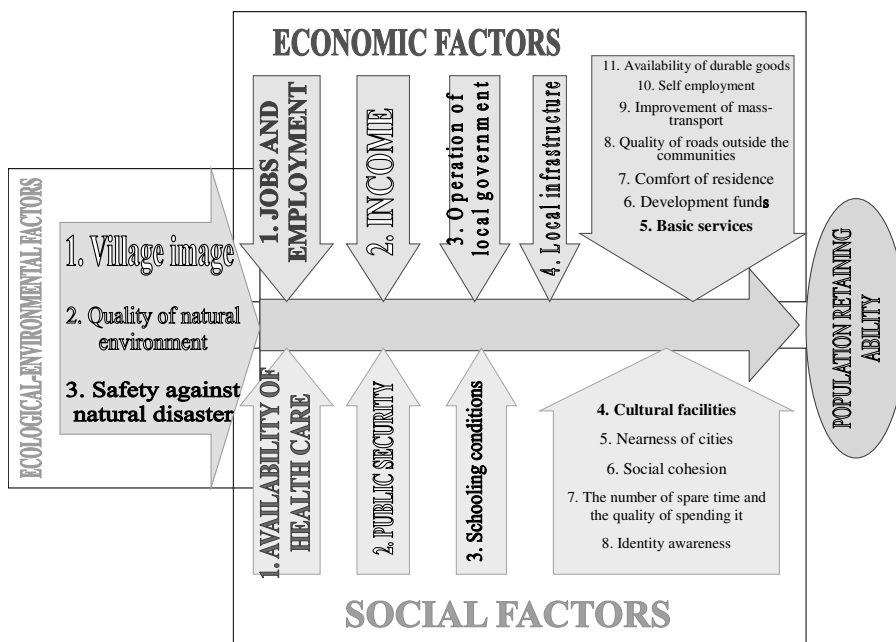 ECONOMIC FACTORS
1. JOBS AND
EMPLOYMENT
2. INCOME
3. Operation of
local government
4. Local infrastructure
11. Availability of durable goods
10. Self employment
9. Improvement of mass-
transport
8. Quality of roads outside the
communities
7. Comfort of residence
6. Development funds
5. Basic services
ECOLOGICAL-ENVIRONMENTAL FACTORS
1. Village image
2. Quality of natural
environment
3. Safety against
natural disaster
POPULATION RETAINING
ABILITY
1. AVAILABILITY OF
HEALTH CARE
2. PUBLIC SECURITY
3. Schooling conditions
4. Cultural facilities
5. Nearness of cities
6. Social cohesion
7. The number of spare time and
the quality of spending it
8. Identity awareness
SOCIAL FACTORS